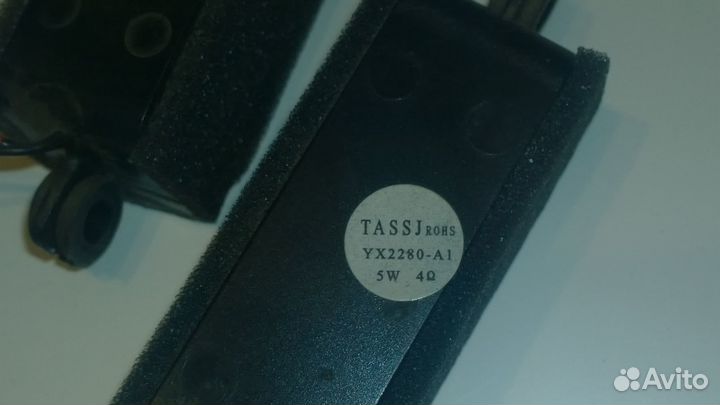 TASSJ ROHS
YX2280-A1
5W 4Ω
Avito